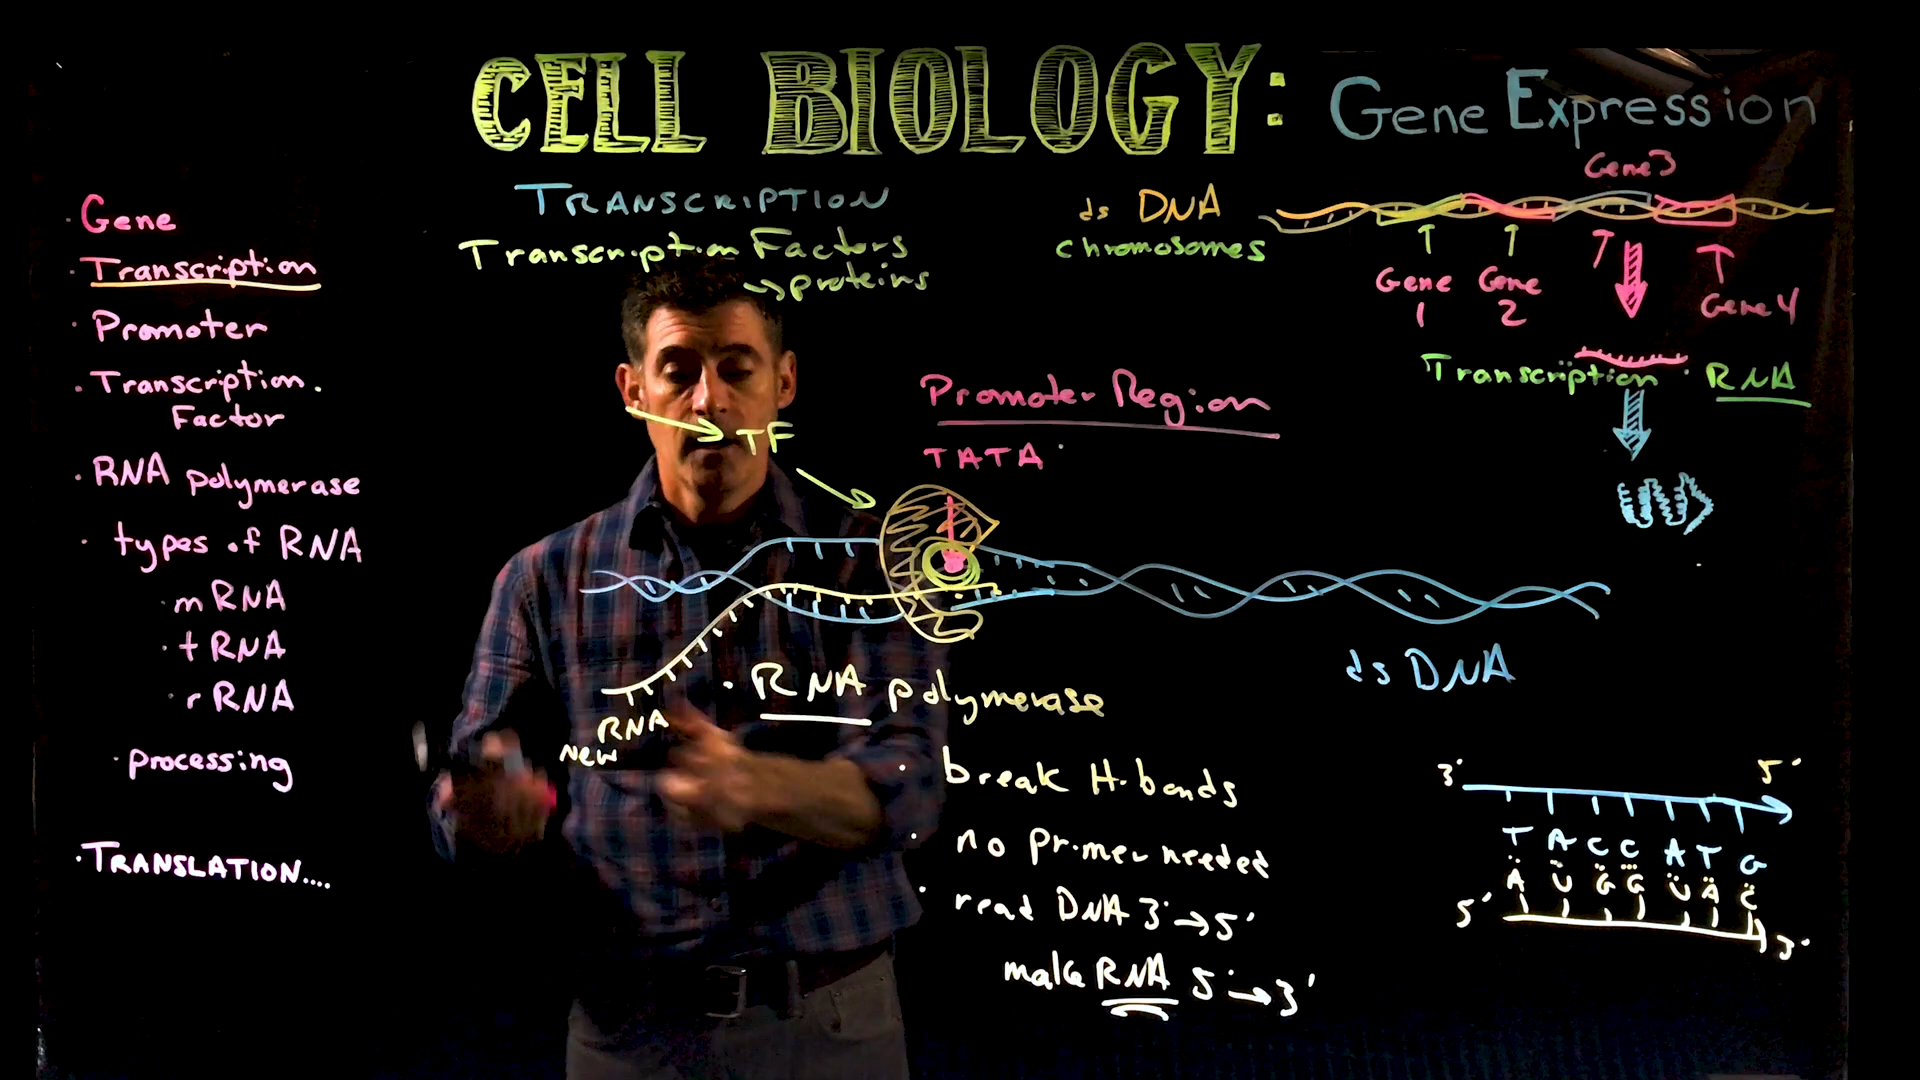 CELL BIOLOGY: Gene Expression
· Gene
· Transcription
· Promoter
· Transcription
Factor
· RNA polymerase
· types of RNA
· mRNA
· tRNA
· rRNA
· processing
· TRANSLATION....
TRANSCRIPTION
Transcription Factors
↳ proteins
TF
ds DNA
chromosomes
Gene 3
Gene
1
Gene
2
Gene 4
Transcription · RNA
Promoter Region
TATA
ds DNA
RNA
New
· RNA polymerase
· break H-bonds
· no primer needed
· read DNA 3' → 5'
make RNA 5' → 3'
3' 5'
T A C C A T G
A U G G U A C
5' 3'